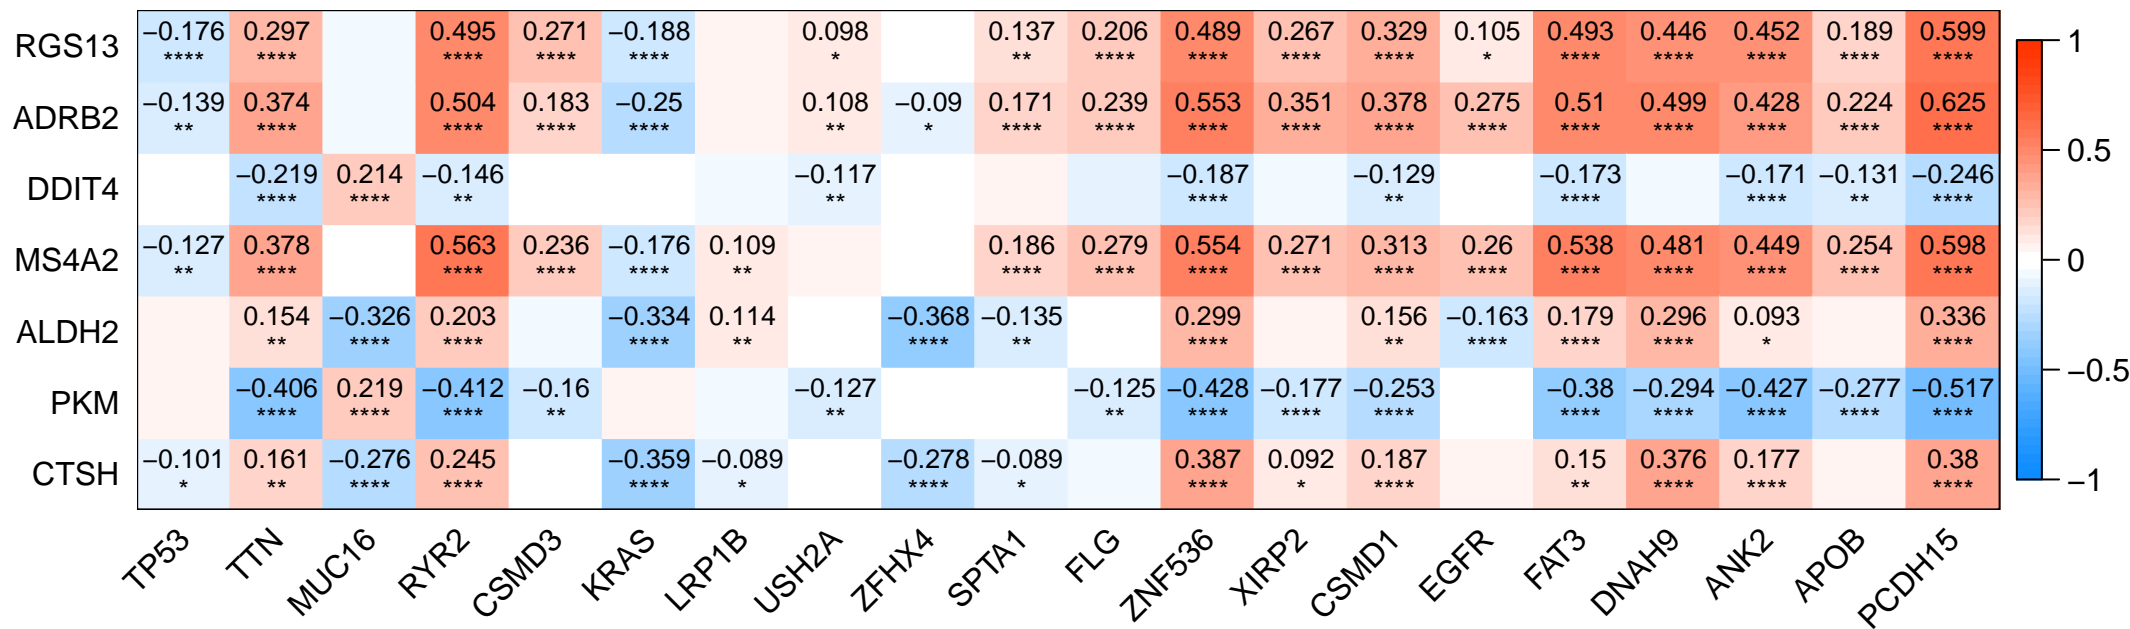 RGS13 −0.176 0.297 0.495 0.271 −0.188 0.098 0.137 0.206 0.489 0.267 0.329 0.105 0.493 0.446 0.452 0.189 0.599
**** **** **** **** **** * ** **** **** **** **** * **** **** **** **** ****
ADRB2 −0.139 0.374 0.504 0.183 −0.25 0.108 −0.09 0.171 0.239 0.553 0.351 0.378 0.275 0.51 0.499 0.428 0.224 0.625
** **** **** **** **** ** * **** **** **** **** **** **** **** **** **** **** ****
DDIT4 −0.219 0.214 −0.146 −0.117 −0.187 −0.129 −0.173 −0.171 −0.131 −0.246
**** **** ** ** **** ** **** **** ** ****
MS4A2 −0.127 0.378 0.563 0.236 −0.176 0.109 0.186 0.279 0.554 0.271 0.313 0.26 0.538 0.481 0.449 0.254 0.598
** **** **** **** **** ** **** **** **** **** **** **** **** **** **** **** ****
ALDH2 0.154 −0.326 0.203 −0.334 0.114 −0.368 −0.135 0.299 0.156 −0.163 0.179 0.296 0.093 0.336
** **** **** **** ** **** ** **** ** **** **** **** * ****
PKM −0.406 0.219 −0.412 −0.16 −0.127 −0.125 −0.428 −0.177 −0.253 −0.38 −0.294 −0.427 −0.277 −0.517
**** **** **** ** ** ** **** **** **** **** **** **** **** ****
CTSH −0.101 0.161 −0.276 0.245 −0.359 −0.089 −0.278 −0.089 0.387 0.092 0.187 0.15 0.376 0.177 0.38
* ** **** **** **** * **** * **** * **** ** **** **** ****
TP53 TTN MUC16 RYR2 CSMD3 KRAS LRP1B USH2A ZFHX4 SPTA1 FLG ZNF536 XIRP2 CSMD1 EGFR FAT3 DNAH9 ANK2 APOB PCDH15
1
0.5
0
−0.5
−1